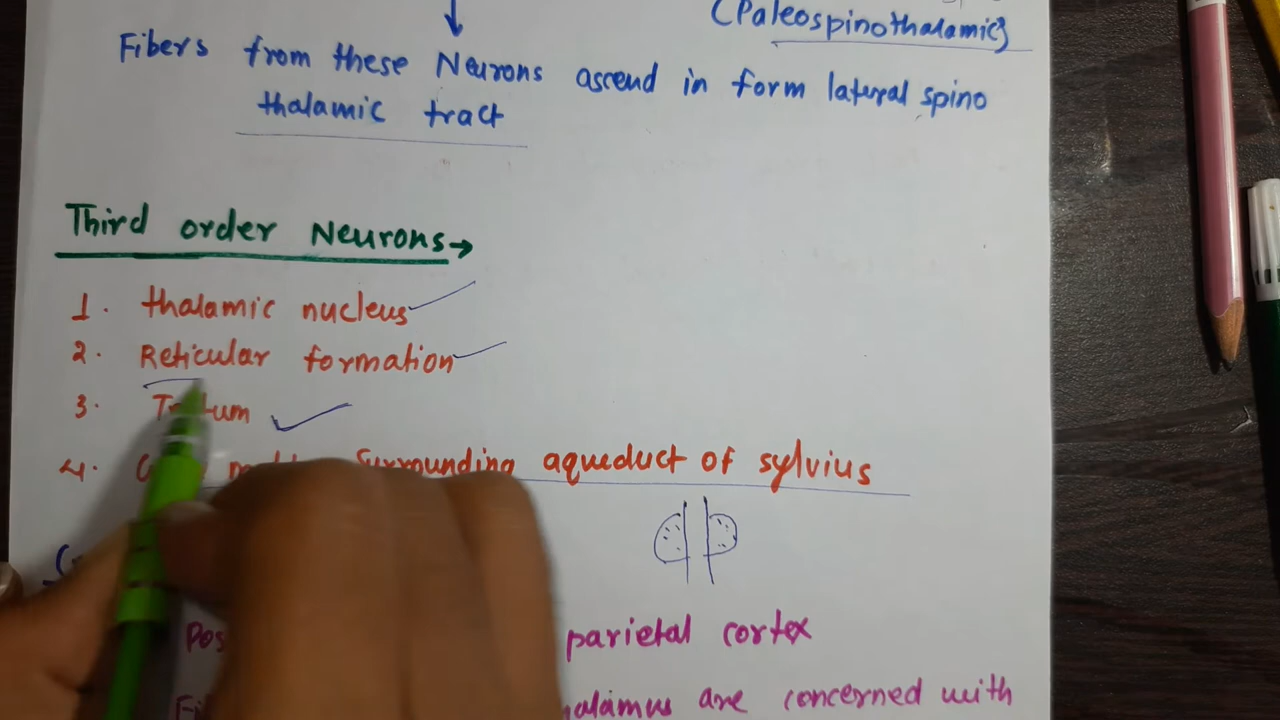 (Paleospinothalamic)
Fibers from these Neurons ascend in form lateral spino
thalamic tract
Third order Neurons→
1. thalamic nucleus
2. Reticular formation
3.
4. surrounding aqueduct of sylvius
parietal cortex
are concerned with